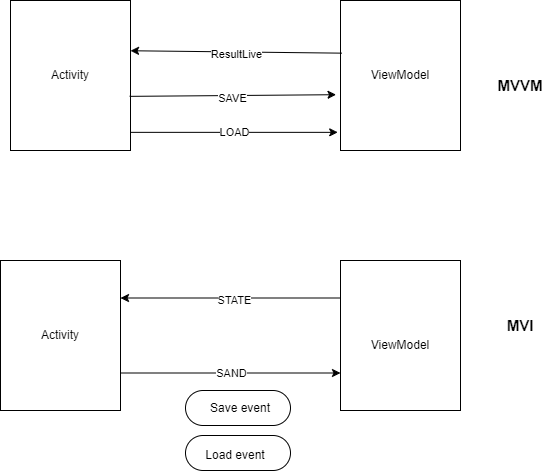 Activity
ResultLive
ViewModel
MVVM
SAVE
LOAD
Activity
STATE
ViewModel
MVI
SAND
Save event
Load event